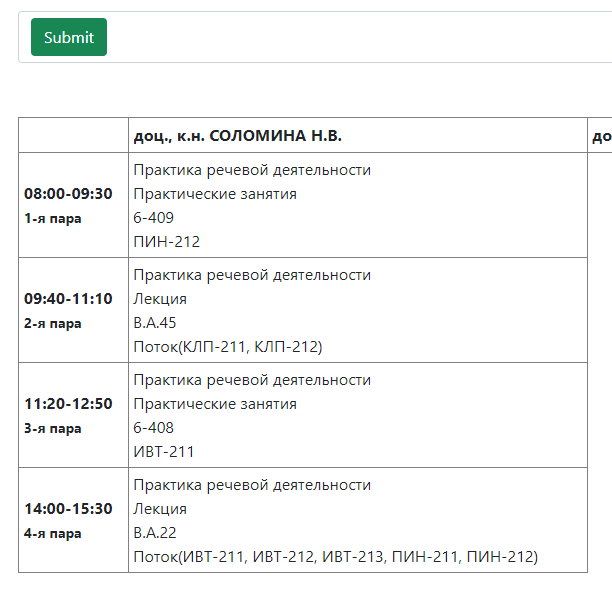 Submit
доц., к.н. СОЛОМИНА Н.В.
до
08:00-09:30
1-я пара
Практика речевой деятельности
Практические занятия
6-409
ПИН-212
09:40-11:10
2-я пара
Практика речевой деятельности
Лекция
В.А.45
Поток(КЛП-211, КЛП-212)
11:20-12:50
3-я пара
Практика речевой деятельности
Практические занятия
6-408
ИВТ-211
14:00-15:30
4-я пара
Практика речевой деятельности
Лекция
В.А.22
Поток(ИВТ-211, ИВТ-212, ИВТ-213, ПИН-211, ПИН-212)